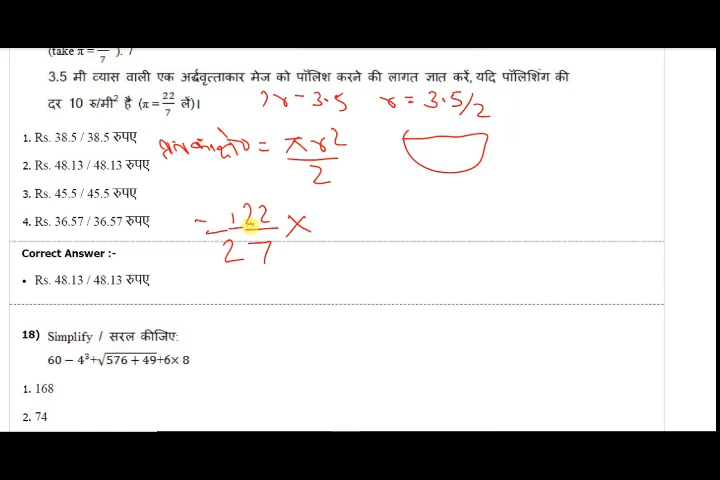 (take π = 7). 7
3.5 मी व्यास वाली एक अर्द्धवृत्ताकार मेज को पॉलिश करने की लागत ज्ञात करें, यदि पॉलिशिंग की
दर 10 रु/मी² है (π = 22/7 लें)।
2r - 3.5 r = 3.5/2
1. Rs. 38.5 / 38.5 रुपए
= πr²/2
2. Rs. 48.13 / 48.13 रुपए
3. Rs. 45.5 / 45.5 रुपए
4. Rs. 36.57 / 36.57 रुपए
- 1 22 / 2 7 ×
Correct Answer :-
• Rs. 48.13 / 48.13 रुपए
18) Simplify / सरल कीजिए:
60 − 4³+√576 + 49+6× 8
1. 168
2. 74